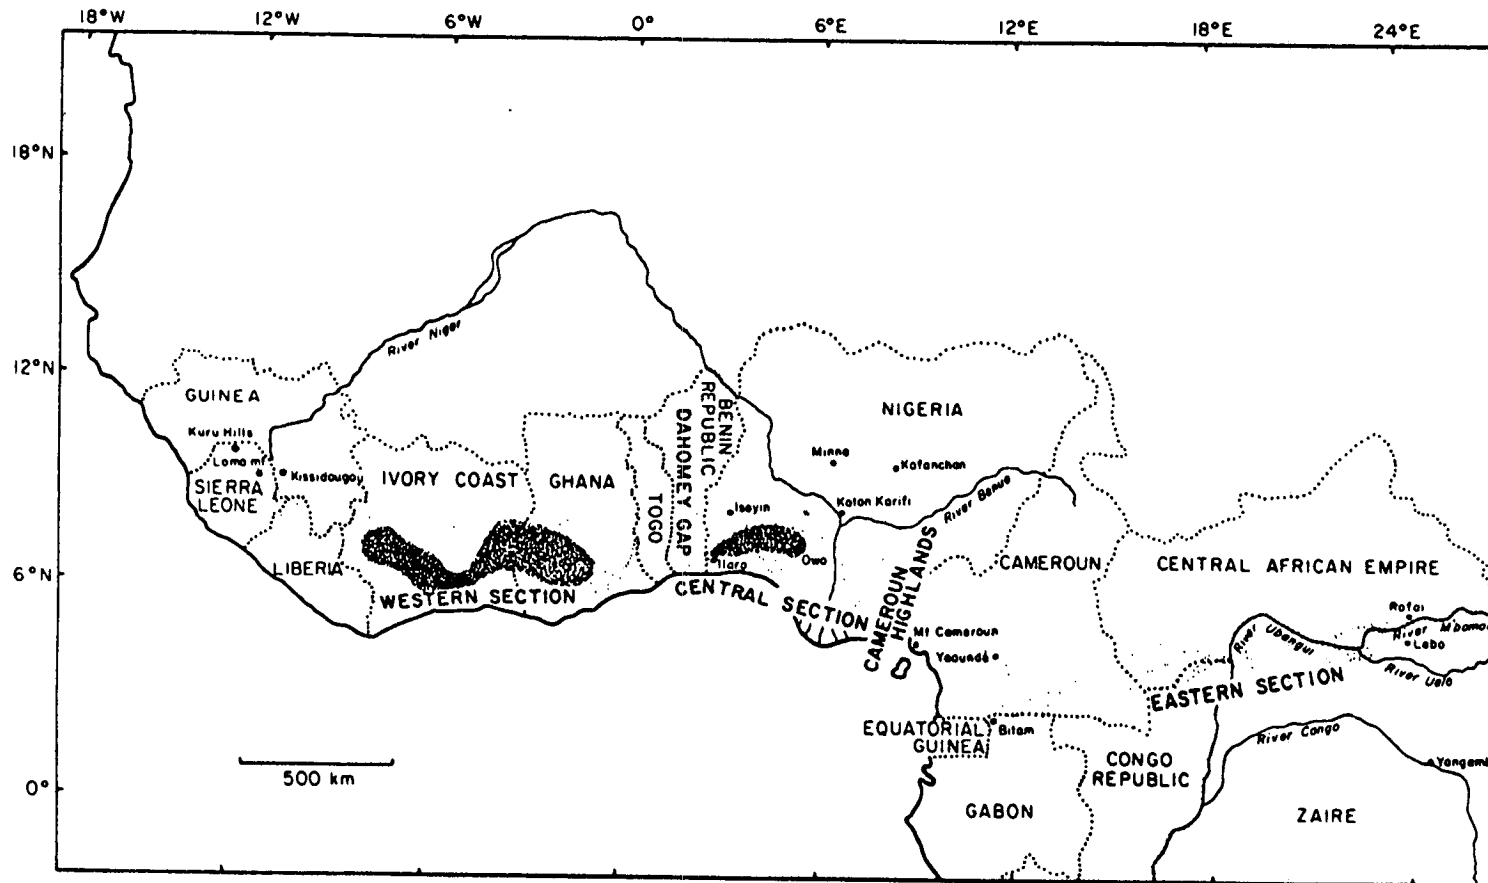 18°W 12°W 6°W 0° 6°E 12°E 18°E 24°E
18°N
12°N
6°N
0°
River Niger
GUINEA
Kuru Hills
Loma mt
Kissidougou
SIERRA
LEONE
LIBERIA
IVORY COAST
GHANA
TOGO
DAHOMEY GAP
BENIN
REPUBLIC
NIGERIA
Minna
Kafanchan
Iseyin
Koton Karifi
River Benue
Ilaro
Owo
WESTERN SECTION
CENTRAL SECTION
CAMEROUN
HIGHLANDS
CAMEROUN
CENTRAL AFRICAN EMPIRE
Mt Cameroun
Yaoundé
Rafai
River M'bomou
Lebo
River Ubangui
River Uele
EASTERN SECTION
EQUATORIAL
GUINEA
Bitam
CONGO
REPUBLIC
River Congo
Yangamb
GABON
ZAIRE
500 km